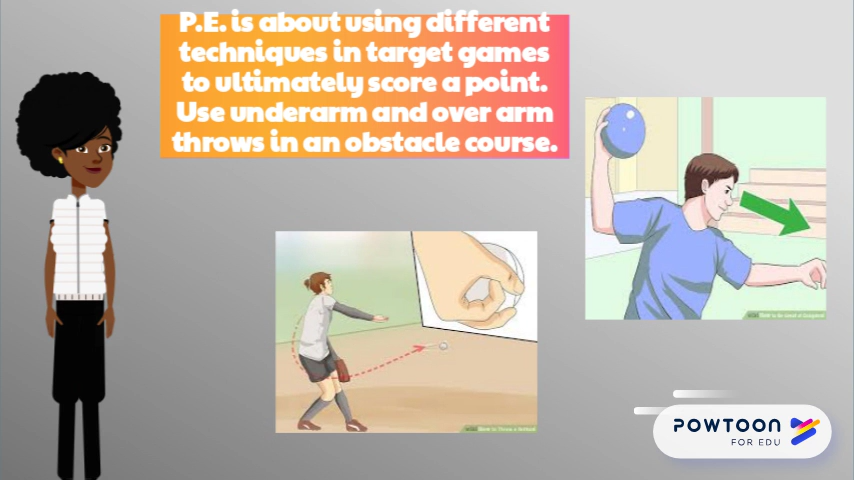 P.E. is about using different
techniques in target games
to ultimately score a point.
Use underarm and over arm
throws in an obstacle course.
POWTOON
FOR EDU